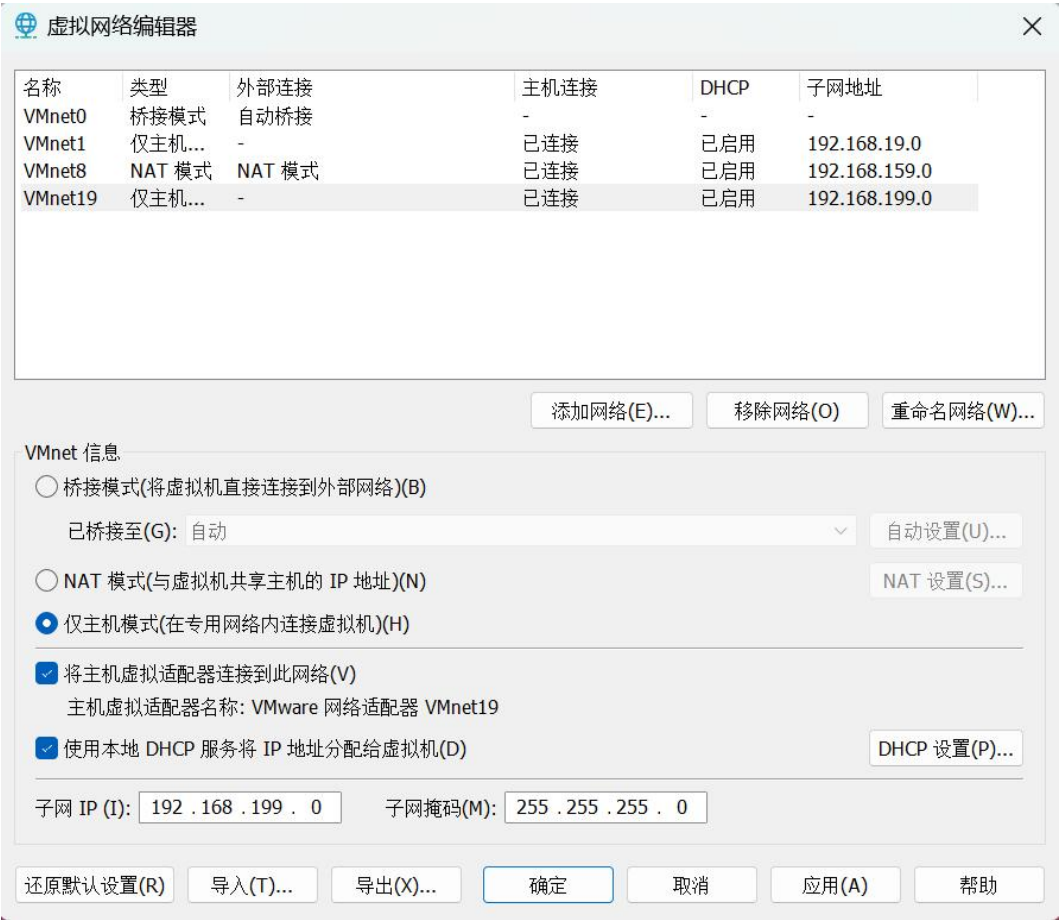 虚拟网络编辑器
名称 类型 外部连接 主机连接 DHCP 子网地址
VMnet0 桥接模式 自动桥接 - - -
VMnet1 仅主机... - 已连接 已启用 192.168.19.0
VMnet8 NAT 模式 NAT 模式 已连接 已启用 192.168.159.0
VMnet19 仅主机... - 已连接 已启用 192.168.199.0
添加网络(E)... 移除网络(O) 重命名网络(W)...
VMnet 信息
桥接模式(将虚拟机直接连接到外部网络)(B)
已桥接至(G): 自动 自动设置(U)...
NAT 模式(与虚拟机共享主机的 IP 地址)(N) NAT 设置(S)...
仅主机模式(在专用网络内连接虚拟机)(H)
将主机虚拟适配器连接到此网络(V)
主机虚拟适配器名称: VMware 网络适配器 VMnet19
使用本地 DHCP 服务将 IP 地址分配给虚拟机(D) DHCP 设置(P)...
子网 IP (I): 192 . 168 . 199 . 0 子网掩码(M): 255 . 255 . 255 . 0
还原默认设置(R) 导入(T)... 导出(X)... 确定 取消 应用(A) 帮助